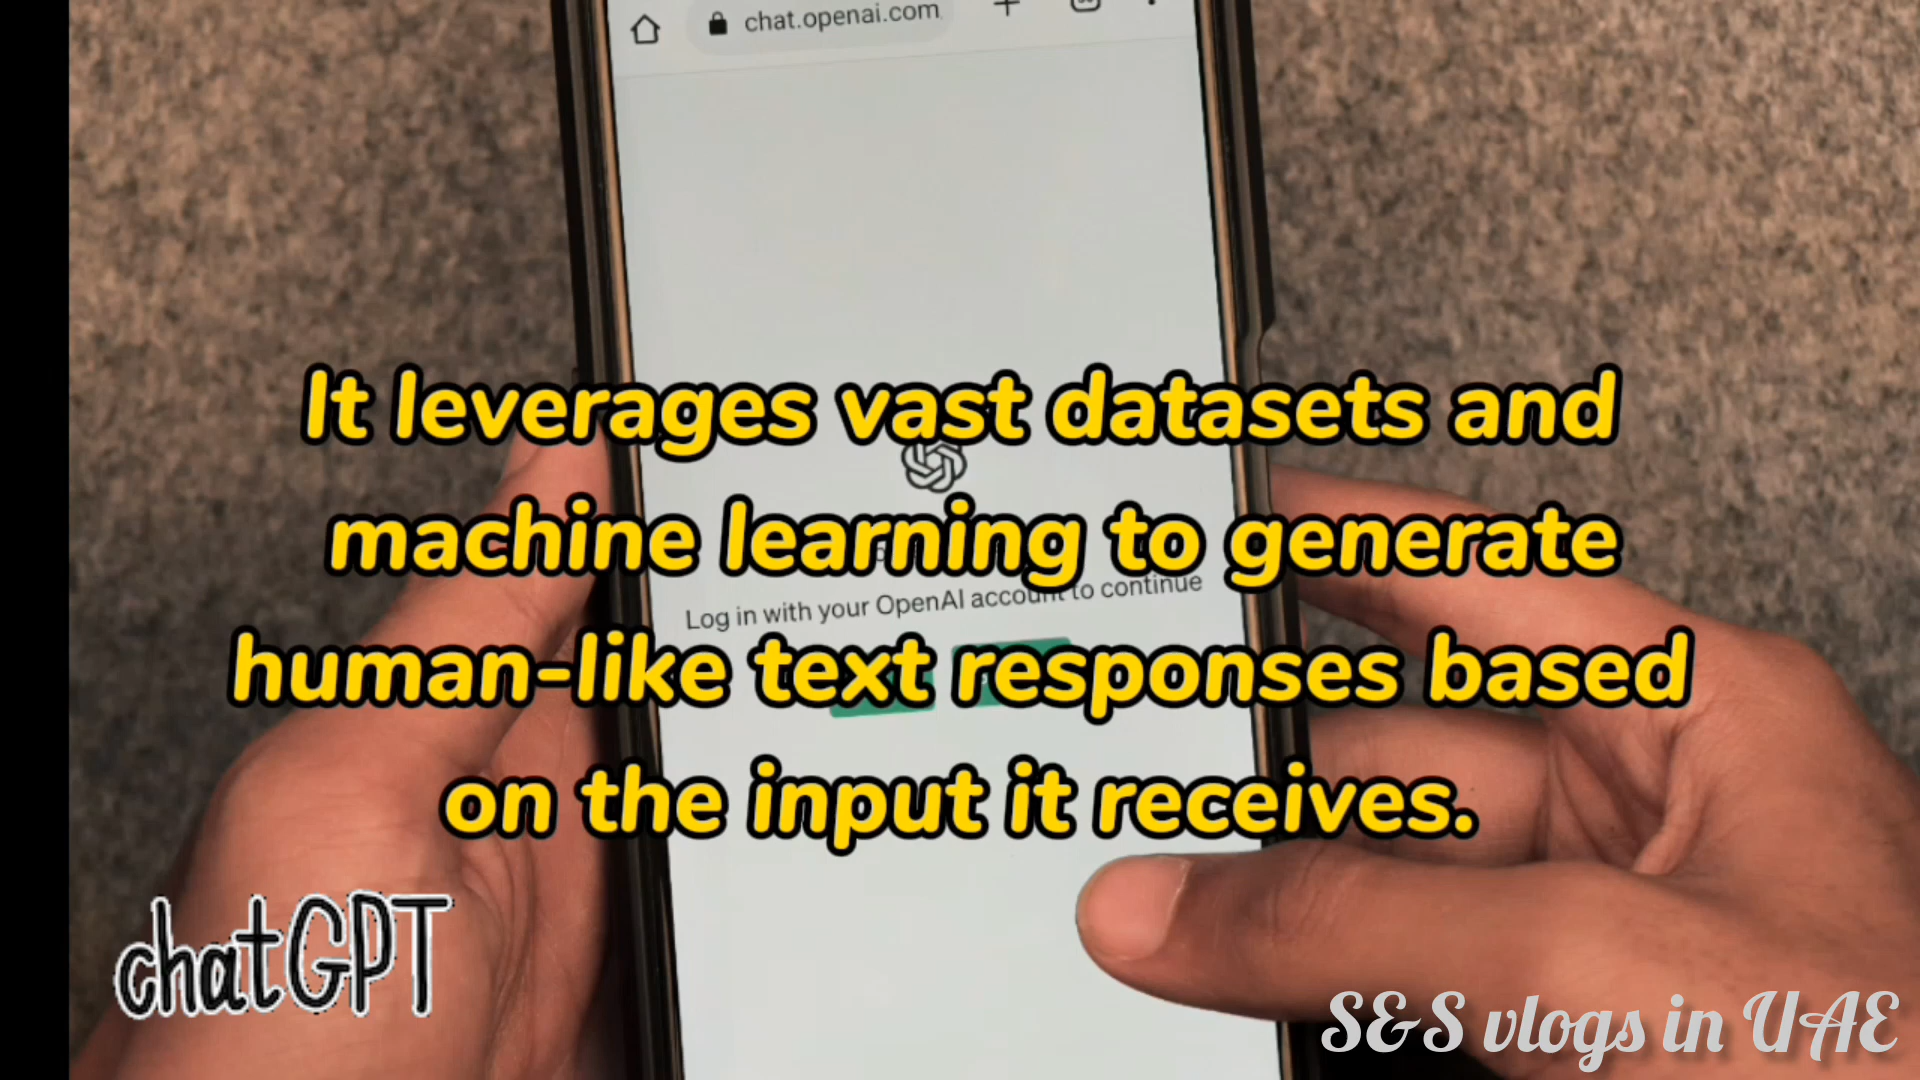 chat.openai.com
It leverages vast datasets and
machine learning to generate
Log in with your OpenAI account to continue
human-like text responses based
on the input it receives.
chatGPT
S&S vlogs in UAE